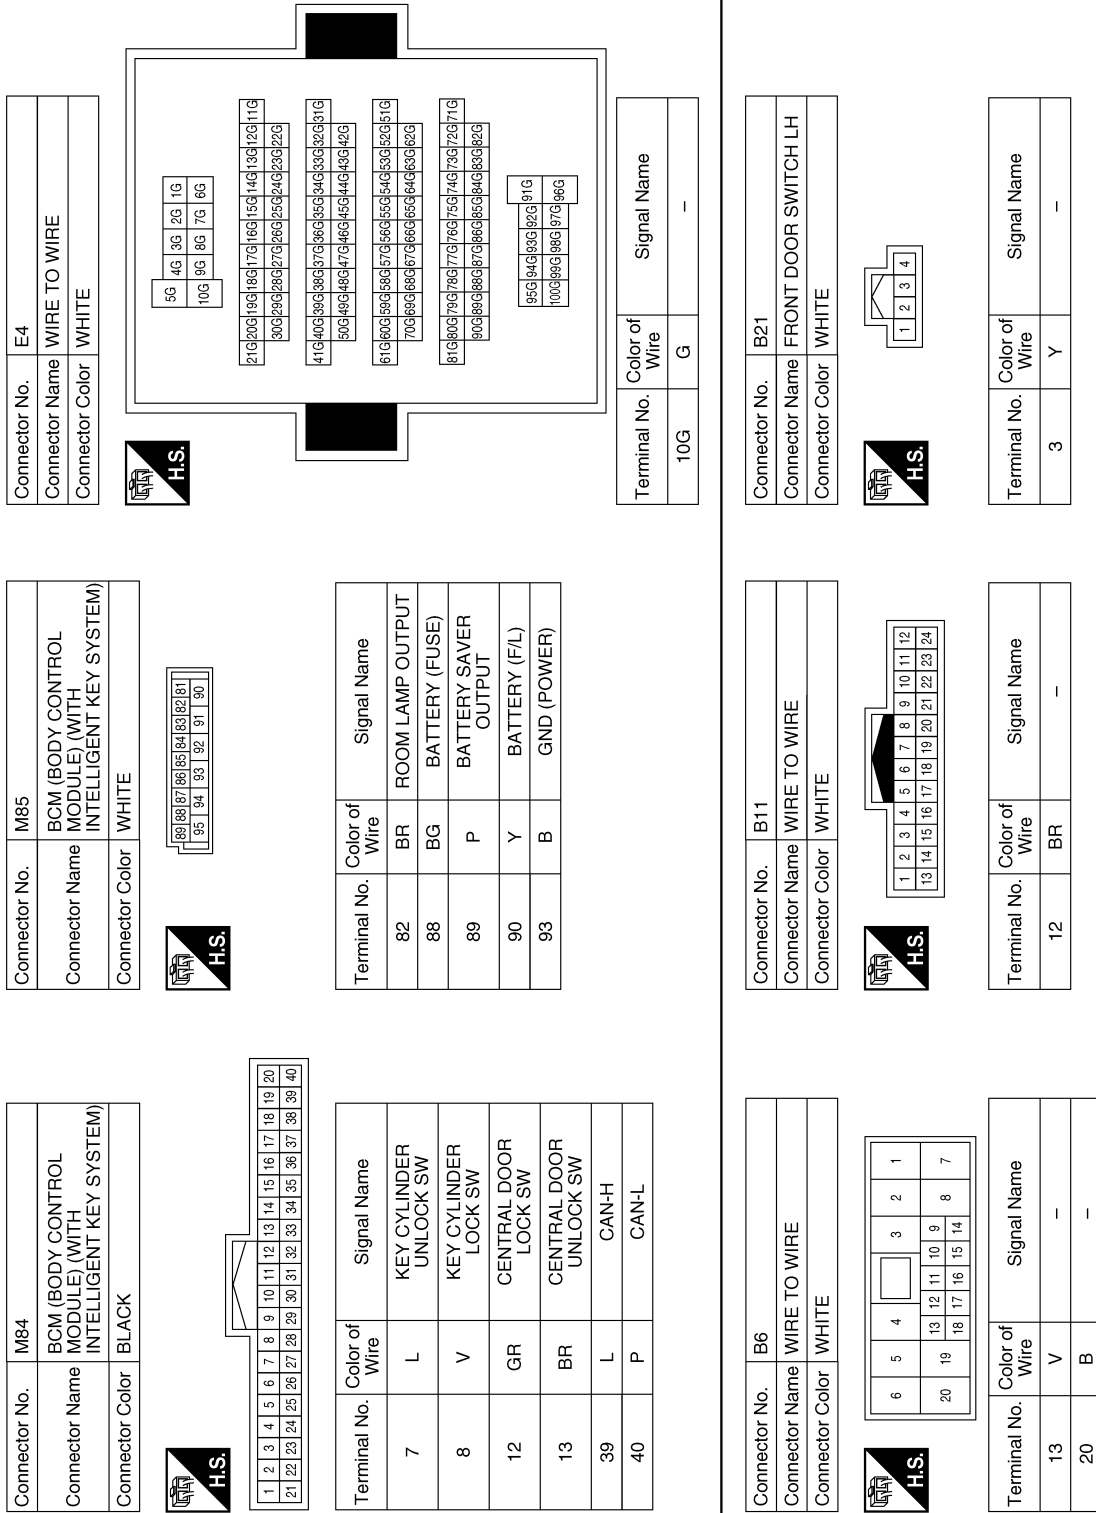 Connector No. M84
Connector Name BCM (BODY CONTROL
MODULE) (WITH
INTELLIGENT KEY SYSTEM)
Connector Color BLACK
H.S.
1 2 3 4 5 6 7 8 9 10 11 12 13 14 15 16 17 18 19 20
21 22 23 24 25 26 27 28 29 30 31 32 33 34 35 36 37 38 39 40
Terminal No. Color of Wire Signal Name
7 L KEY CYLINDER
UNLOCK SW
8 V KEY CYLINDER
LOCK SW
12 GR CENTRAL DOOR
LOCK SW
13 BR CENTRAL DOOR
UNLOCK SW
39 L CAN-H
40 P CAN-L
Connector No. M85
Connector Name BCM (BODY CONTROL
MODULE) (WITH
INTELLIGENT KEY SYSTEM)
Connector Color WHITE
H.S.
89 88 87 86 85 84 83 82 81
95 94 93 92 91 90
Terminal No. Color of Wire Signal Name
82 BR ROOM LAMP OUTPUT
88 BG BATTERY (FUSE)
89 P BATTERY SAVER
OUTPUT
90 Y BATTERY (F/L)
93 B GND (POWER)
Connector No. E4
Connector Name WIRE TO WIRE
Connector Color WHITE
H.S.
5G 4G 3G 2G 1G
10G 9G 8G 7G 6G
21G 20G 19G 18G 17G 16G 15G 14G 13G 12G 11G
30G 29G 28G 27G 26G 25G 24G 23G 22G
41G 40G 39G 38G 37G 36G 35G 34G 33G 32G 31G
50G 49G 48G 47G 46G 45G 44G 43G 42G
61G 60G 59G 58G 57G 56G 55G 54G 53G 52G 51G
70G 69G 68G 67G 66G 65G 64G 63G 62G
81G 80G 79G 78G 77G 76G 75G 74G 73G 72G 71G
90G 89G 88G 87G 86G 85G 84G 83G 82G
95G 94G 93G 92G 91G
100G 99G 98G 97G 96G
Terminal No. Color of Wire Signal Name
10G G –
Connector No. B6
Connector Name WIRE TO WIRE
Connector Color WHITE
H.S.
6 5 4 3 2 1
20 19 13 12 11 10 9 8 7
18 17 16 15 14
Terminal No. Color of Wire Signal Name
13 V –
20 B –
Connector No. B11
Connector Name WIRE TO WIRE
Connector Color WHITE
H.S.
1 2 3 4 5 6 7 8 9 10 11 12
13 14 15 16 17 18 19 20 21 22 23 24
Terminal No. Color of Wire Signal Name
12 BR –
Connector No. B21
Connector Name FRONT DOOR SWITCH LH
Connector Color WHITE
H.S.
1 2 3 4
Terminal No. Color of Wire Signal Name
3 Y –